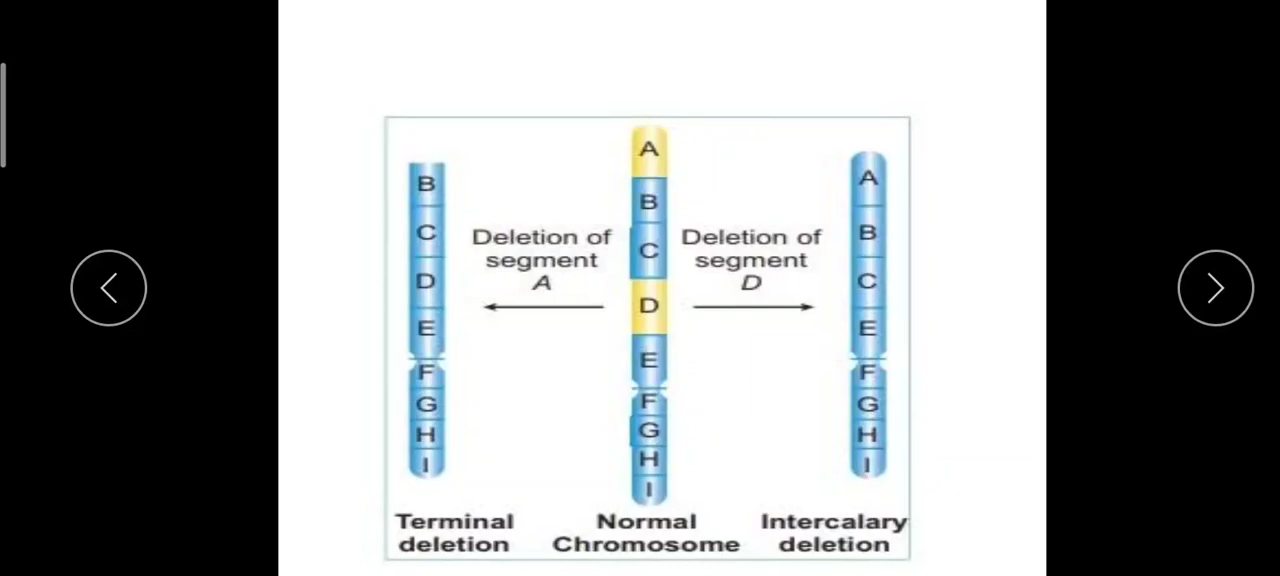 B
C
D
E
F
G
H
I
Deletion of
segment
A
A
B
C
D
E
F
G
H
I
Deletion of
segment
D
A
B
C
E
F
G
H
I
Terminal
deletion
Normal
Chromosome
Intercalary
deletion